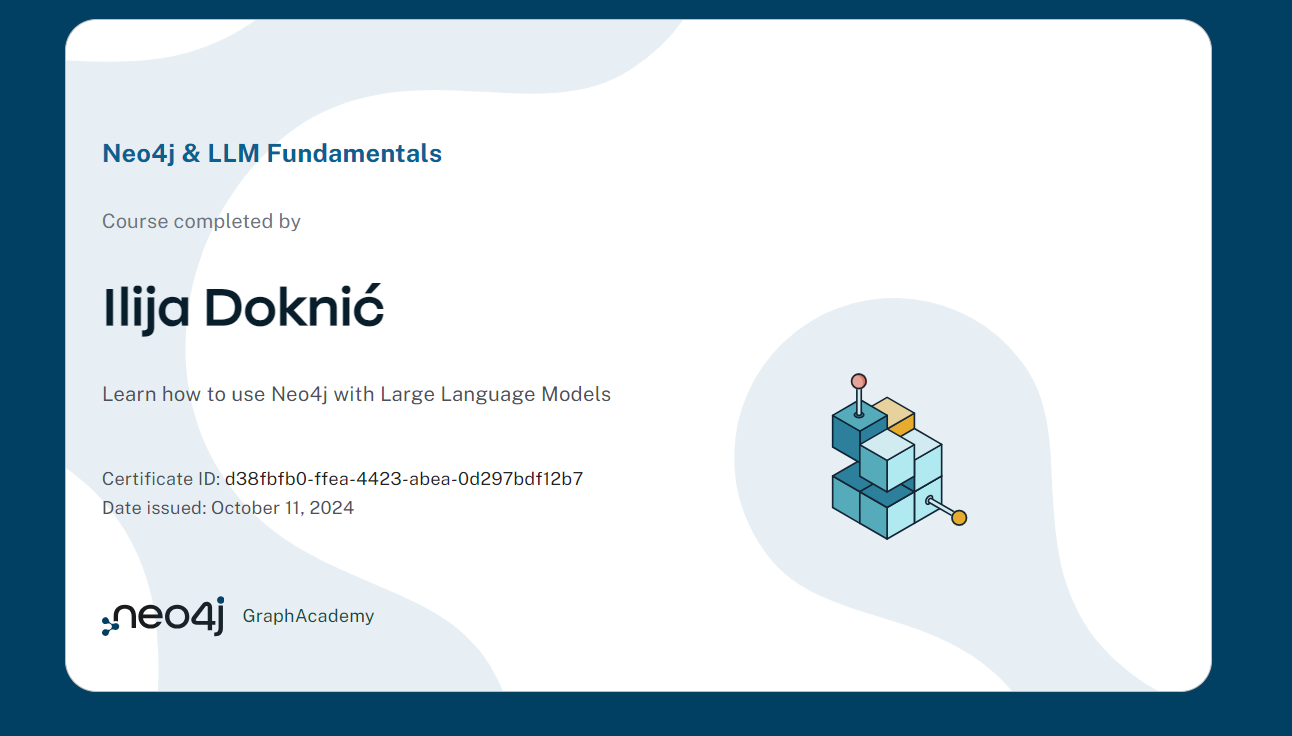 Neo4j & LLM Fundamentals
Course completed by
Ilija Doknić
Learn how to use Neo4j with Large Language Models
Certificate ID: d38fbfb0-ffea-4423-abea-0d297bdf12b7
Date issued: October 11, 2024
neo4j GraphAcademy